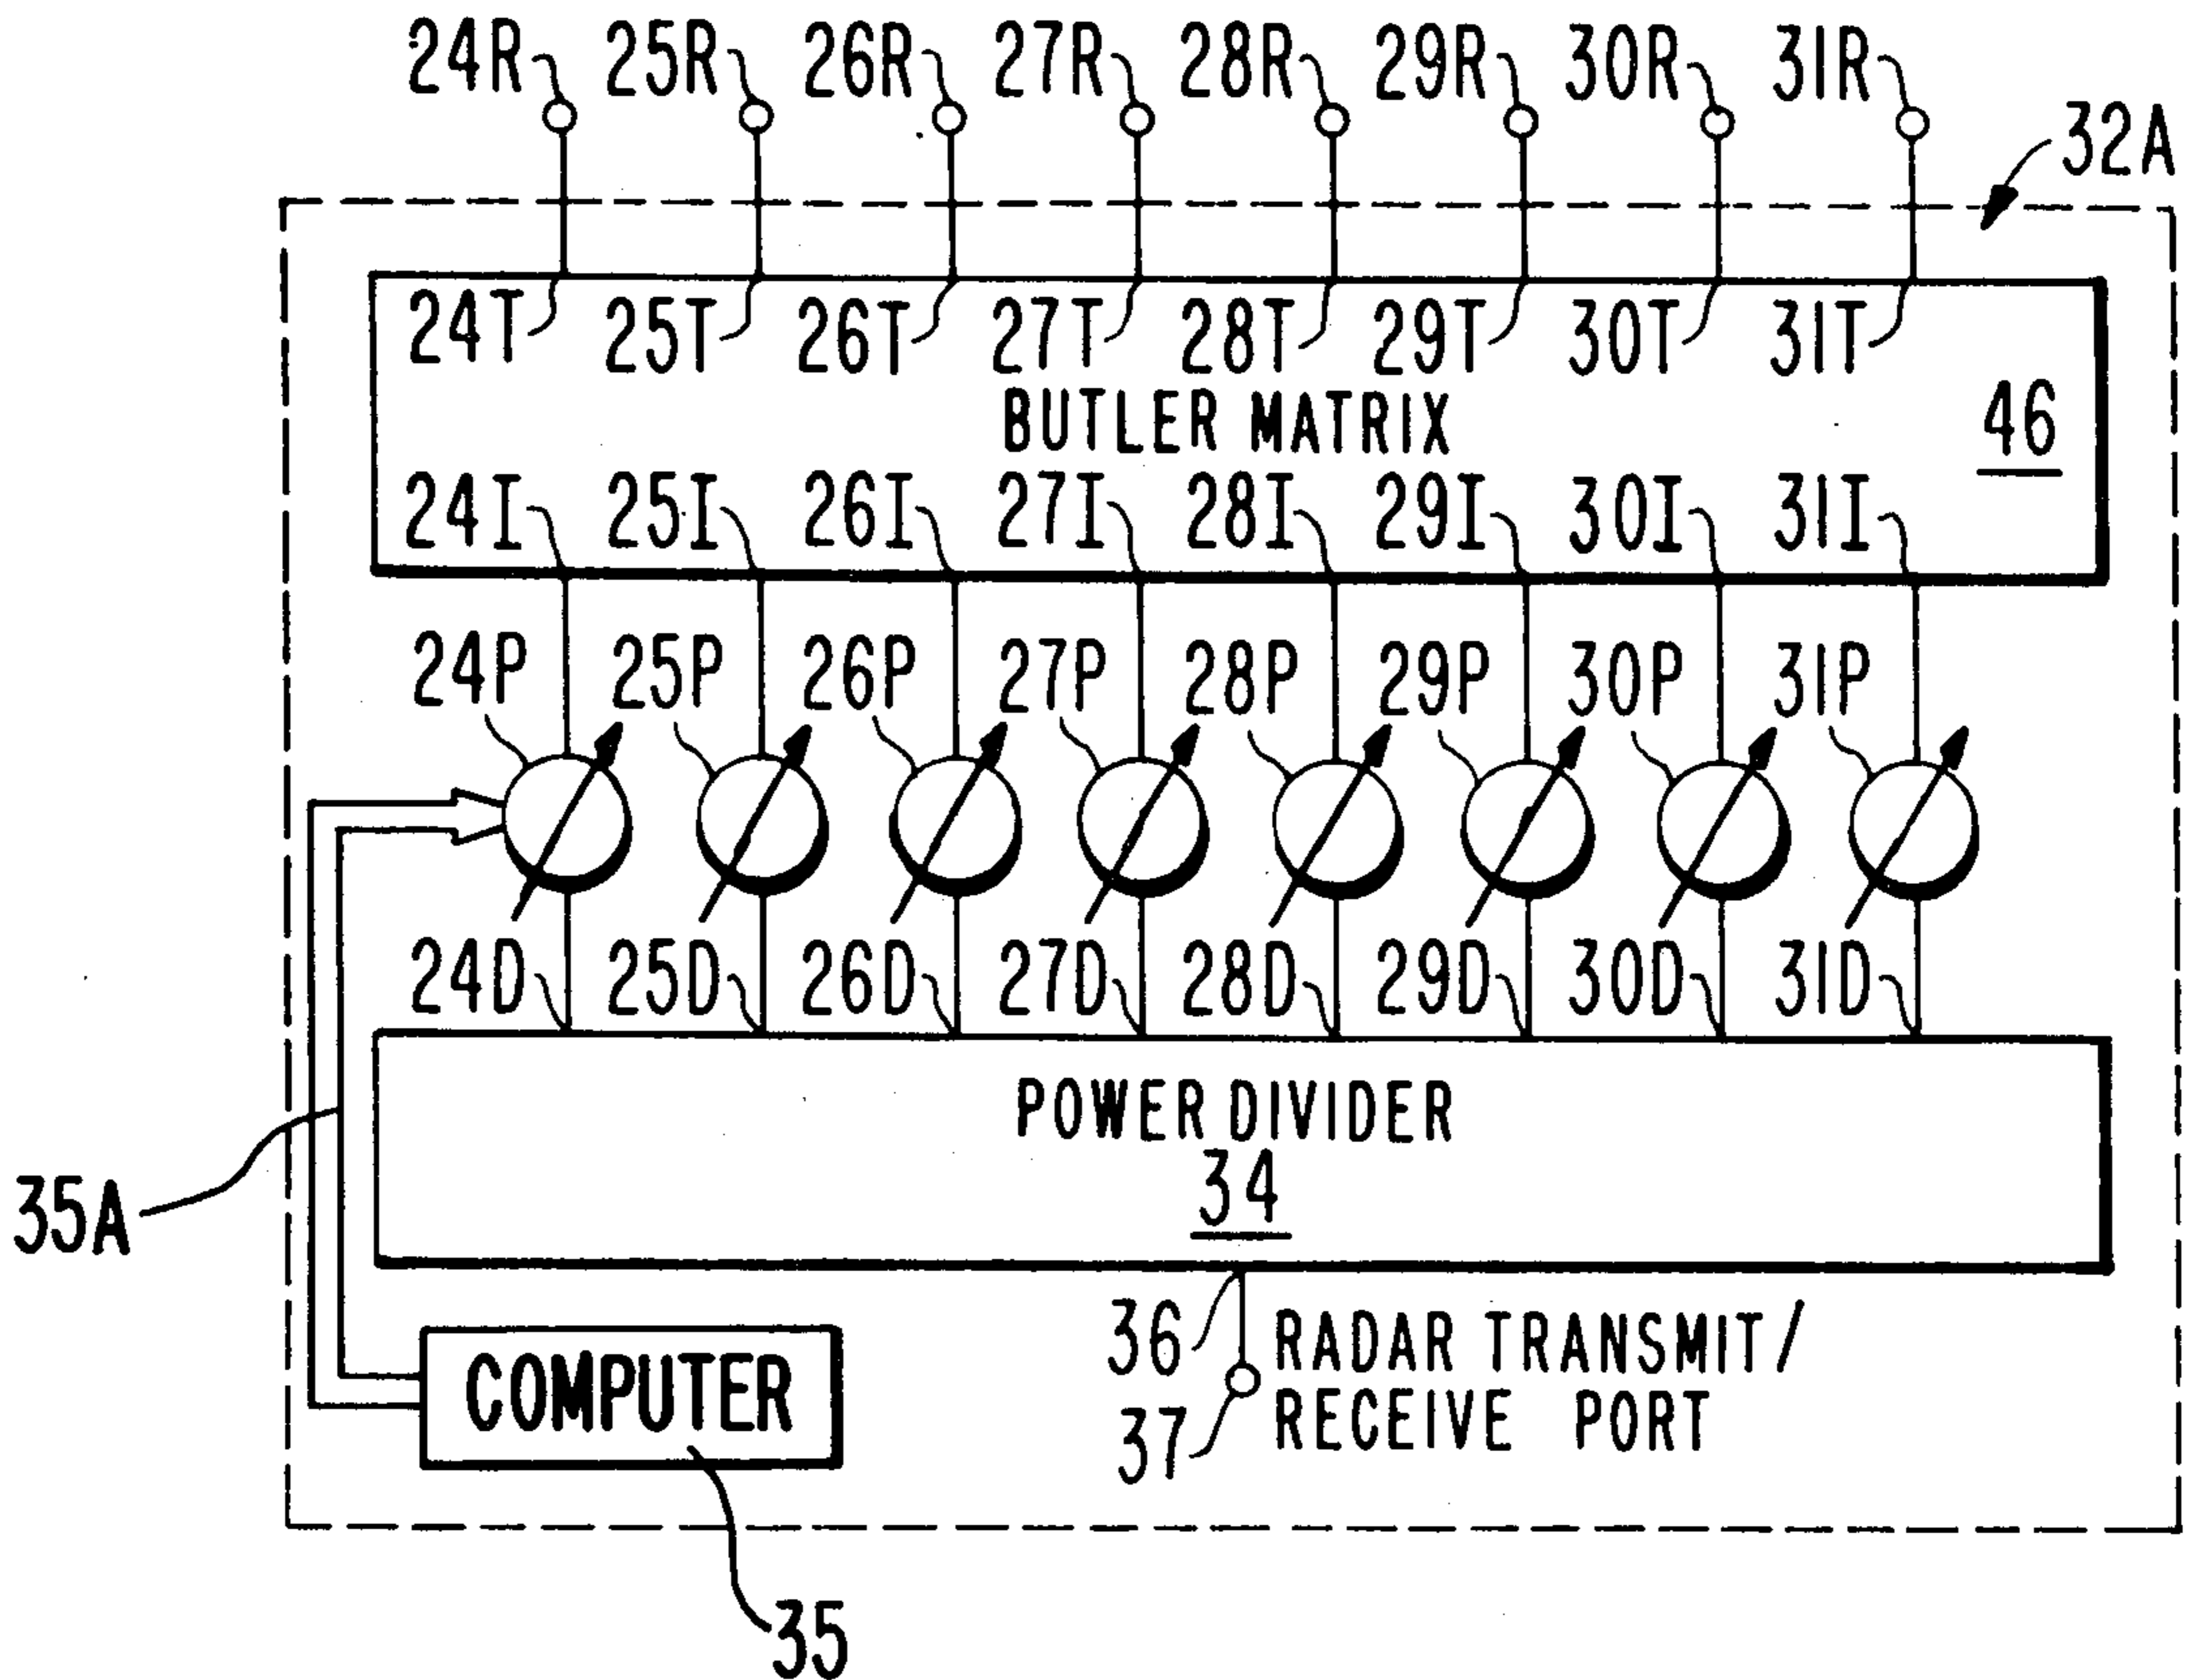 24R 25R 26R 27R 28R 29R 30R 31R
32A
24T 25T 26T 27T 28T 29T 30T 31T
BUTLER MATRIX
46
24I 25I 26I 27I 28I 29I 30I 31I
24P 25P 26P 27P 28P 29P 30P 31P
24D 25D 26D 27D 28D 29D 30D 31D
POWER DIVIDER
34
35A
36 RADAR TRANSMIT/
37 RECEIVE PORT
COMPUTER
35